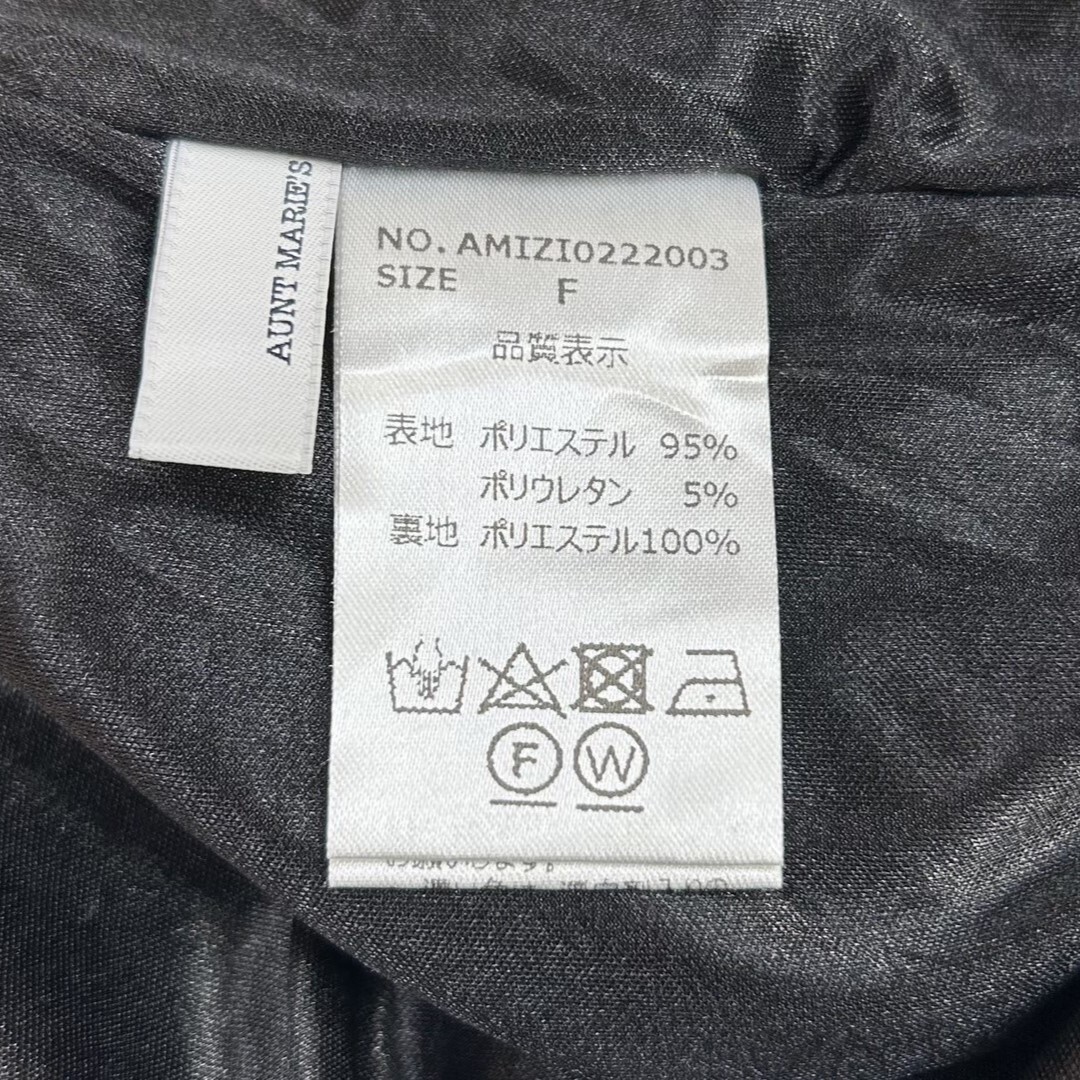 AUNT MARIE'S
NO. AMIZI0222003
SIZE F
品質表示
表地 ポリエステル 95%
ポリウレタン 5%
裏地 ポリエステル100%
F W